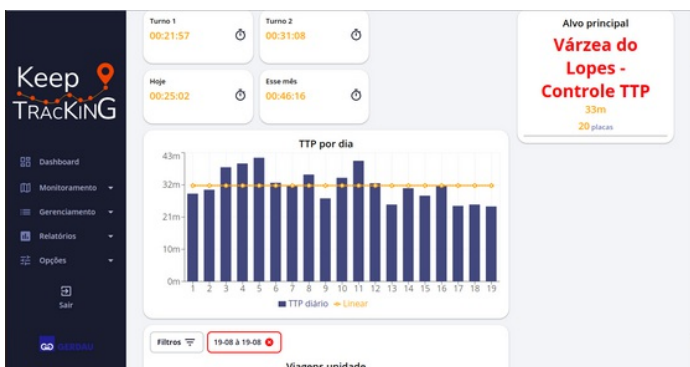 Keep
TRACKING
Dashboard
Monitoramento
Gerenciamento
Relatórios
Opções
Sair
GD GERDAU
Turno 1
00:21:57
Turno 2
00:31:08
Hoje
00:25:02
Esse mês
00:46:16
Alvo principal
Várzea do
Lopes -
Controle TTP
33m
20 placas
TTP por dia
43m
32m
21m
10m
0m
1 2 3 4 5 6 7 8 9 10 11 12 13 14 15 16 17 18 19
TTP diário Linear
Filtros
19-08 à 19-08
Viagens unidade